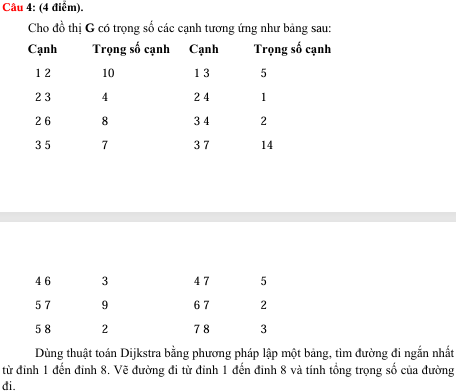 Câu 4: (4 điểm).
Cho đồ thị G có trọng số các cạnh tương ứng như bảng sau:
Cạnh Trọng số cạnh Cạnh Trọng số cạnh
1 2 10 1 3 5
2 3 4 2 4 1
2 6 8 3 4 2
3 5 7 3 7 14
4 6 3 4 7 5
5 7 9 6 7 2
5 8 2 7 8 3
Dùng thuật toán Dijkstra bằng phương pháp lập một bảng, tìm đường đi ngắn nhất
từ đỉnh 1 đến đỉnh 8. Vẽ đường đi từ đỉnh 1 đến đỉnh 8 và tính tổng trọng số của đường
đi.